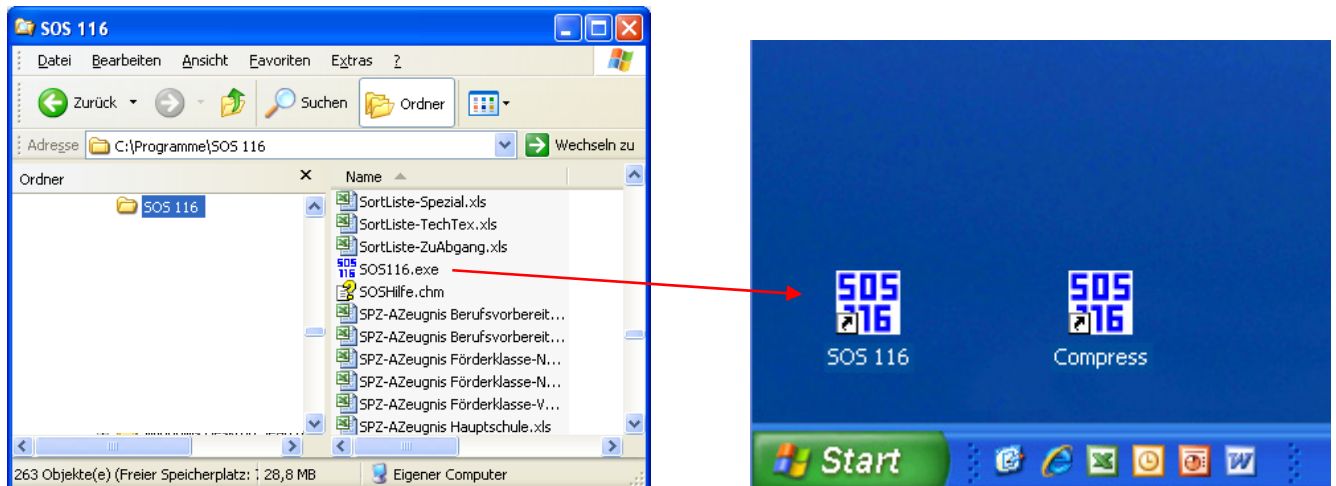 SOS 116
Datei Bearbeiten Ansicht Favoriten Extras ?
Zurück Suchen Ordner
Adresse C:\Programme\SOS 116 Wechseln zu
Ordner x Name
SOS 116
SortListe-Spezial.xls
SortListe-TechTex.xls
SortListe-ZuAbgang.xls
SOS116.exe
SOSHilfe.chm
SPZ-AZeugnis Berufsvorbereit...
SPZ-AZeugnis Berufsvorbereit...
SPZ-AZeugnis Förderklasse-N...
SPZ-AZeugnis Förderklasse-N...
SPZ-AZeugnis Förderklasse-V...
SPZ-AZeugnis Hauptschule.xls
263 Objekte(e) (Freier Speicherplatz: 28,8 MB Eigener Computer
SOS
116
SOS 116
SOS
116
Compress
Start